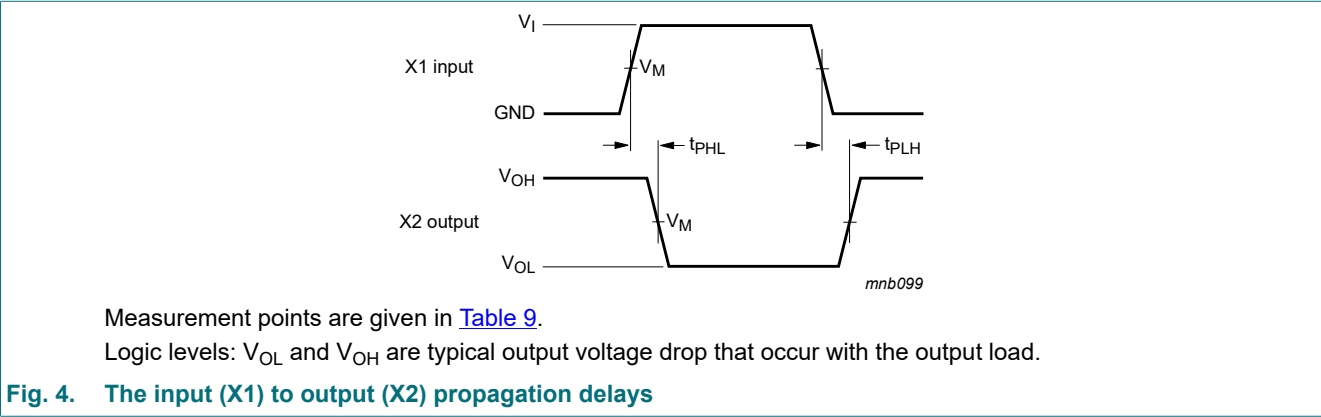 VI
X1 input
VM
GND
tPHL
tPLH
VOH
X2 output
VM
VOL
mnb099
Measurement points are given in Table 9.
Logic levels: VOL and VOH are typical output voltage drop that occur with the output load.
Fig. 4. The input (X1) to output (X2) propagation delays